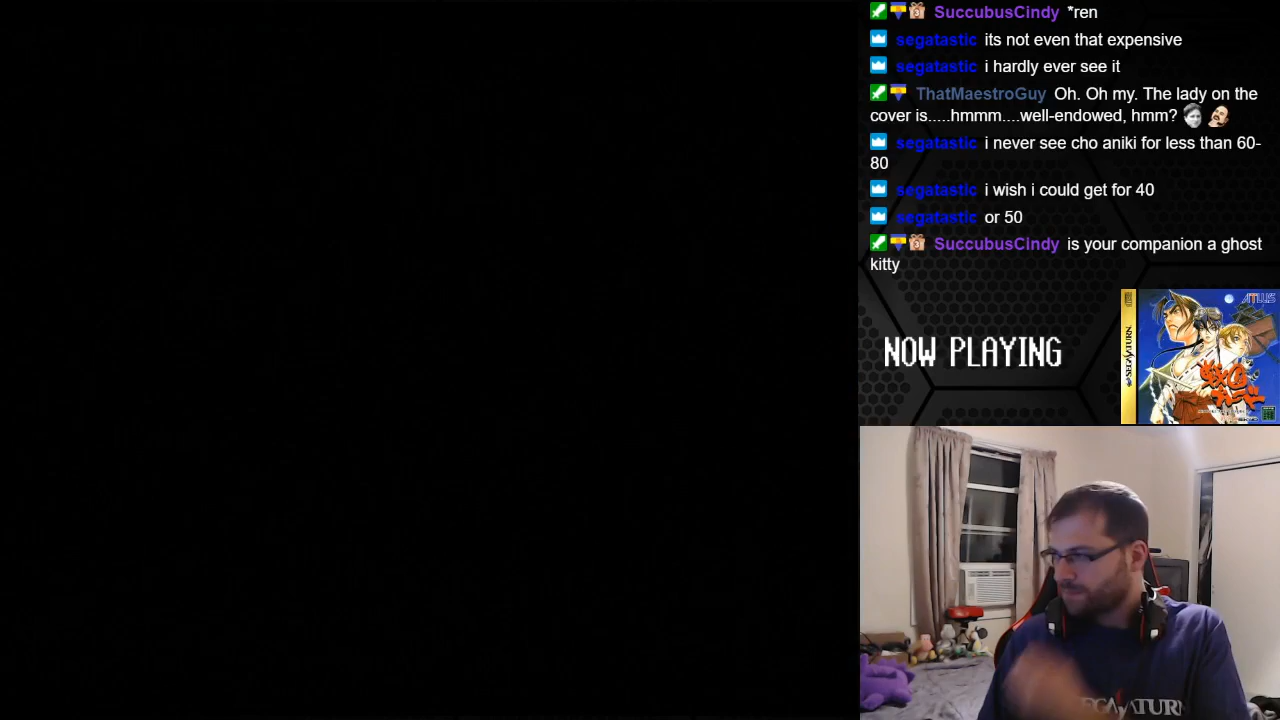 SuccubusCindy *ren
segatastic its not even that expensive
segatastic i hardly ever see it
ThatMaestroGuy Oh. Oh my. The lady on the
cover is.....hmmm....well-endowed, hmm?
segatastic i never see cho aniki for less than 60-
80
segatastic i wish i could get for 40
segatastic or 50
SuccubusCindy is your companion a ghost
kitty
ATLUS
SEGA SATURN
NOW PLAYING
SEGA SATURN